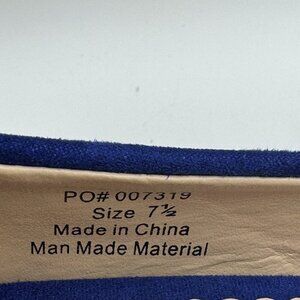 PO# 007319
Size 7½
Made in China
Man Made Material